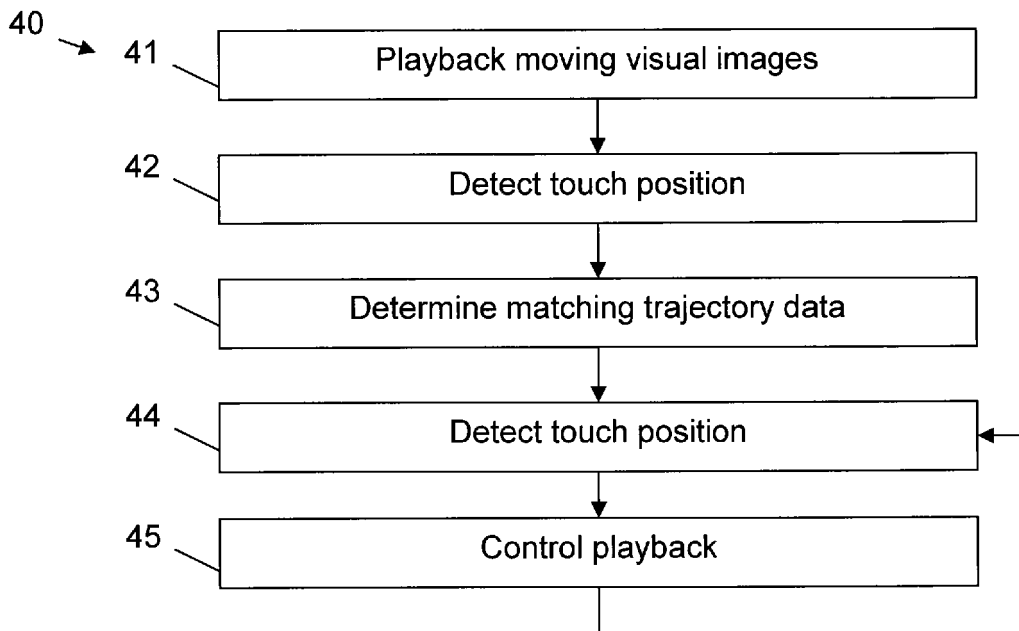 40
41
Playback moving visual images
42
Detect touch position
43
Determine matching trajectory data
44
Detect touch position
45
Control playback